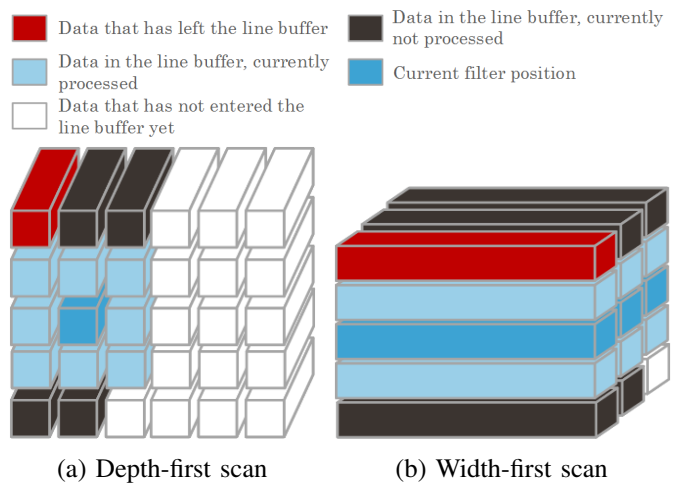 Data that has left the line buffer
Data in the line buffer, currently
processed
Data that has not entered the
line buffer yet
Data in the line buffer, currently
not processed
Current filter position
(a) Depth-first scan
(b) Width-first scan